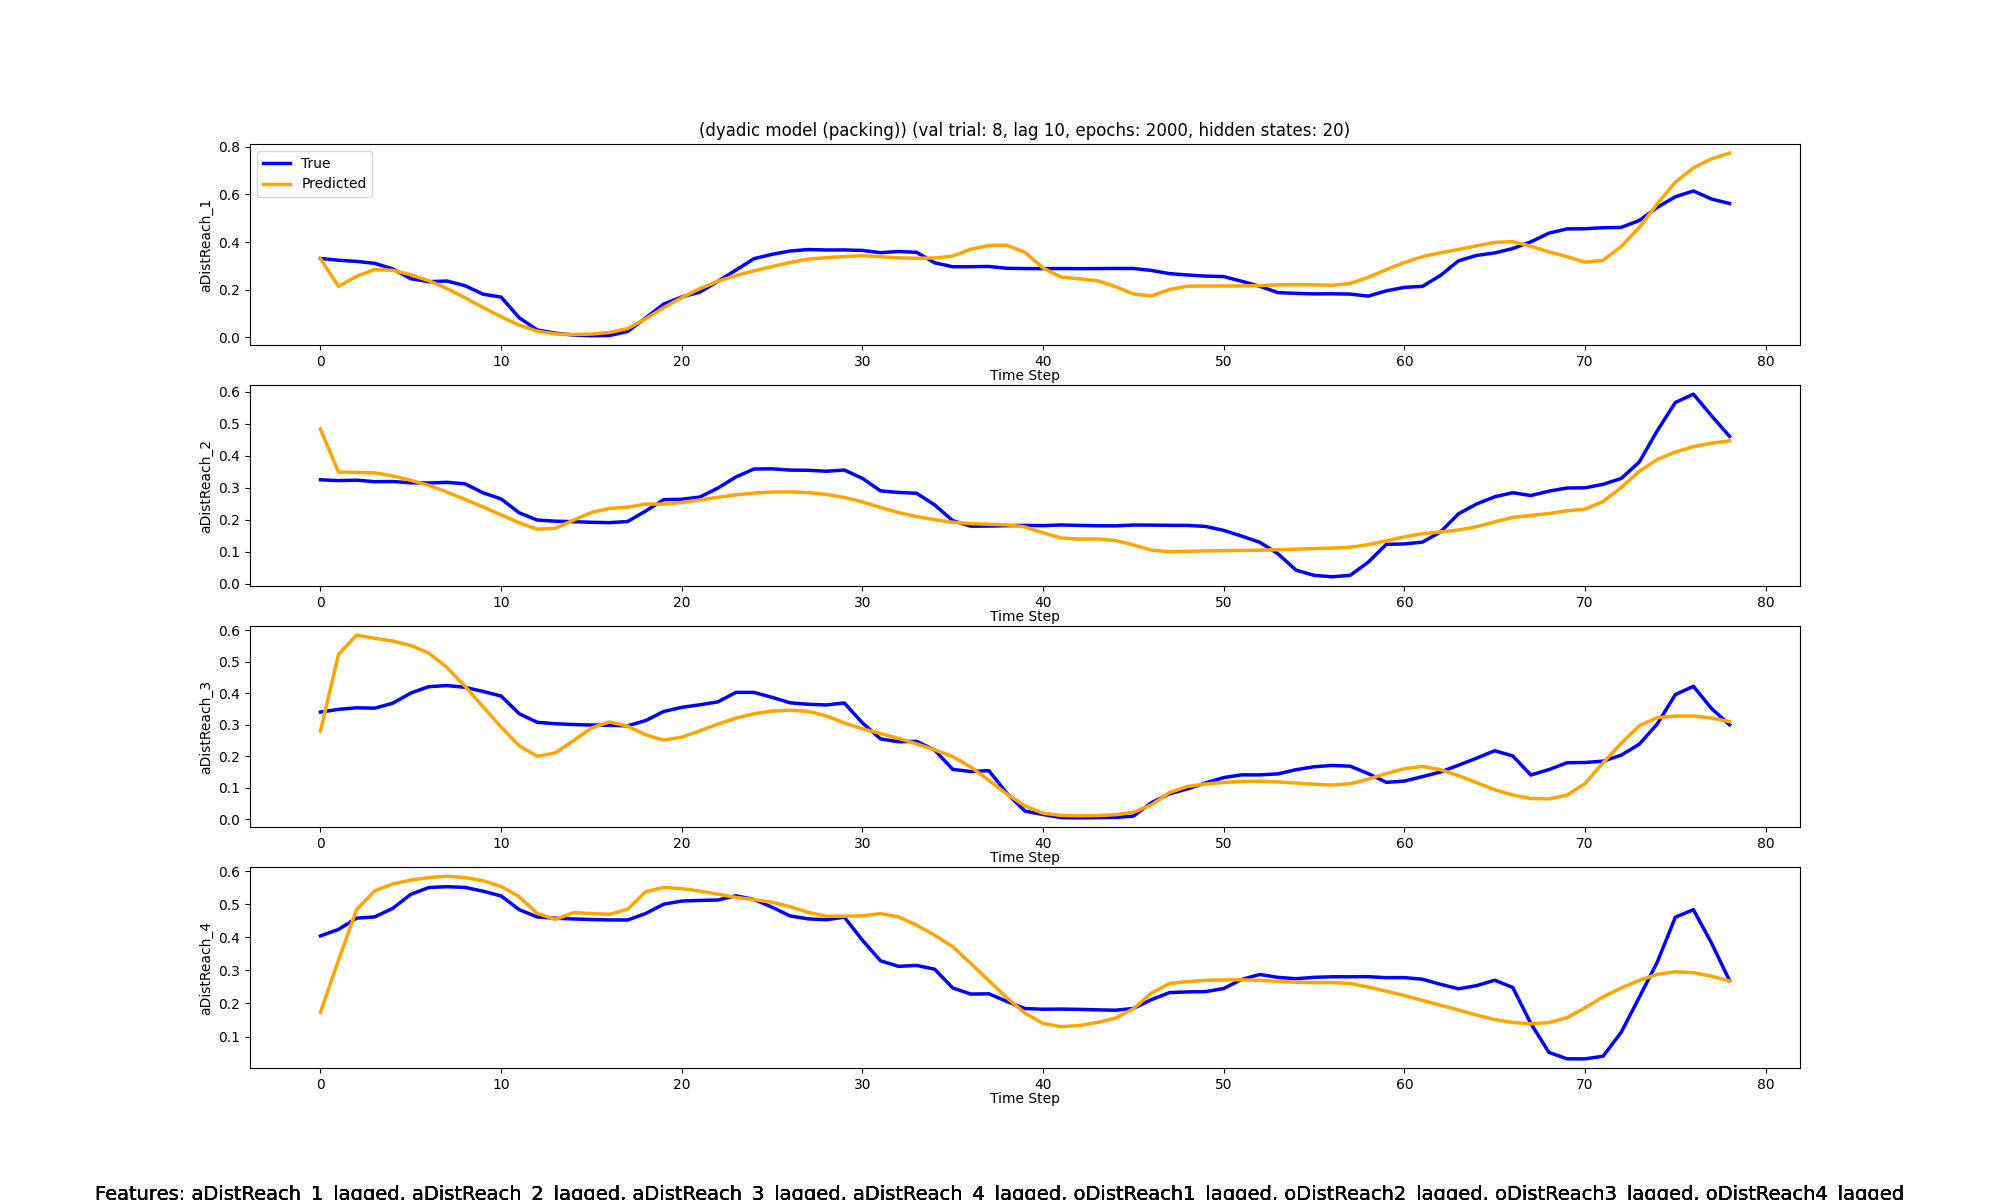 (dyadic model (packing)) (val trial: 8, lag 10, epochs: 2000, hidden states: 20)
True
Predicted
aDistReach_1
0.8
0.6
0.4
0.2
0.0
0 10 20 30 40 50 60 70 80
Time Step
aDistReach_2
0.6
0.5
0.4
0.3
0.2
0.1
0.0
0 10 20 30 40 50 60 70 80
Time Step
aDistReach_3
0.6
0.5
0.4
0.3
0.2
0.1
0.0
0 10 20 30 40 50 60 70 80
Time Step
aDistReach_4
0.6
0.5
0.4
0.3
0.2
0.1
0 10 20 30 40 50 60 70 80
Time Step
Features: aDistReach_1_lagged, aDistReach_2_lagged, aDistReach_3_lagged, aDistReach_4_lagged, oDistReach1_lagged, oDistReach2_lagged, oDistReach3_lagged, oDistReach4_lagged